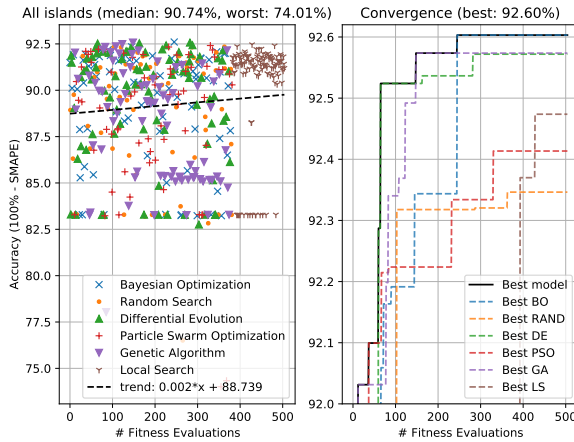 All islands (median: 90.74%, worst: 74.01%)
Convergence (best: 92.60%)
Accuracy (100% - SMAPE)
92.5
90.0
87.5
85.0
82.5
80.0
77.5
75.0
Bayesian Optimization
Random Search
Differential Evolution
Particle Swarm Optimization
Genetic Algorithm
Local Search
trend: 0.002*x + 88.739
0 100 200 300 400 500
# Fitness Evaluations
92.6
92.5
92.4
92.3
92.2
92.1
92.0
Best model
Best BO
Best RAND
Best DE
Best PSO
Best GA
Best LS
0 100 200 300 400 500
# Fitness Evaluations